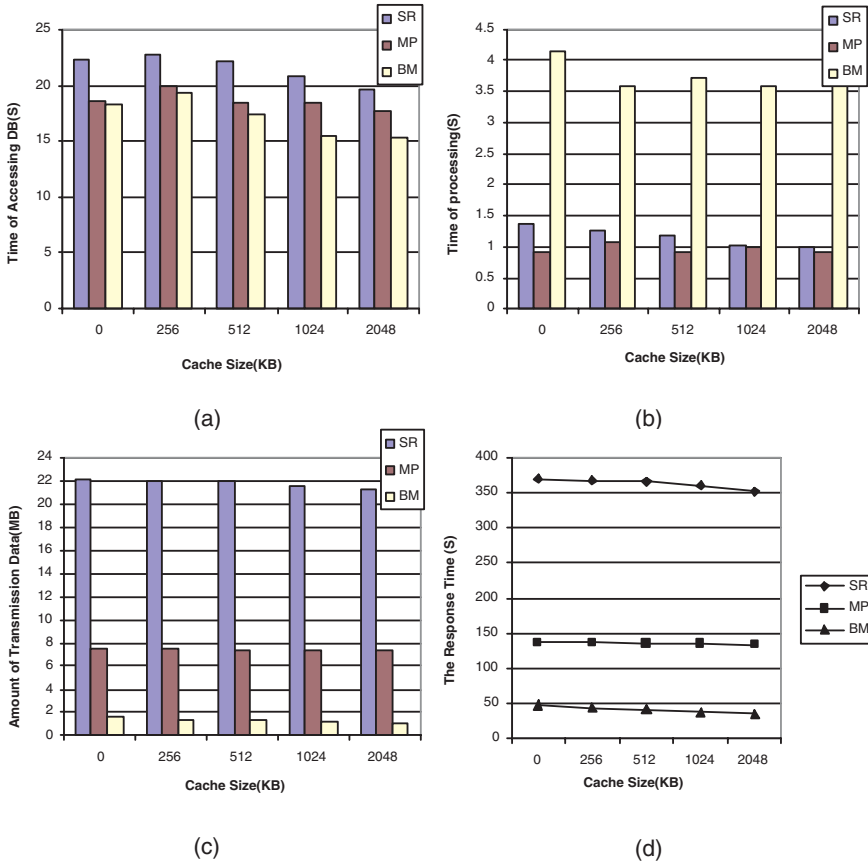 25
20
15
10
5
0
Time of Accessing DB(S)
0 256 512 1024 2048
Cache Size(KB)
SR
MP
BM
(a)
4.5
4
3.5
3
2.5
2
1.5
1
0.5
0
Time of processing(S)
0 256 512 1024 2048
Cache Size(KB)
SR
MP
BM
(b)
24
22
20
18
16
14
12
10
8
6
4
2
0
Amount of Transmission Data(MB)
0 256 512 1024 2048
Cache Size(KB)
SR
MP
BM
(c)
400
350
300
250
200
150
100
50
0
The Response Time (S)
0 256 512 1024 2048
Cache Size(KB)
SR
MP
BM
(d)